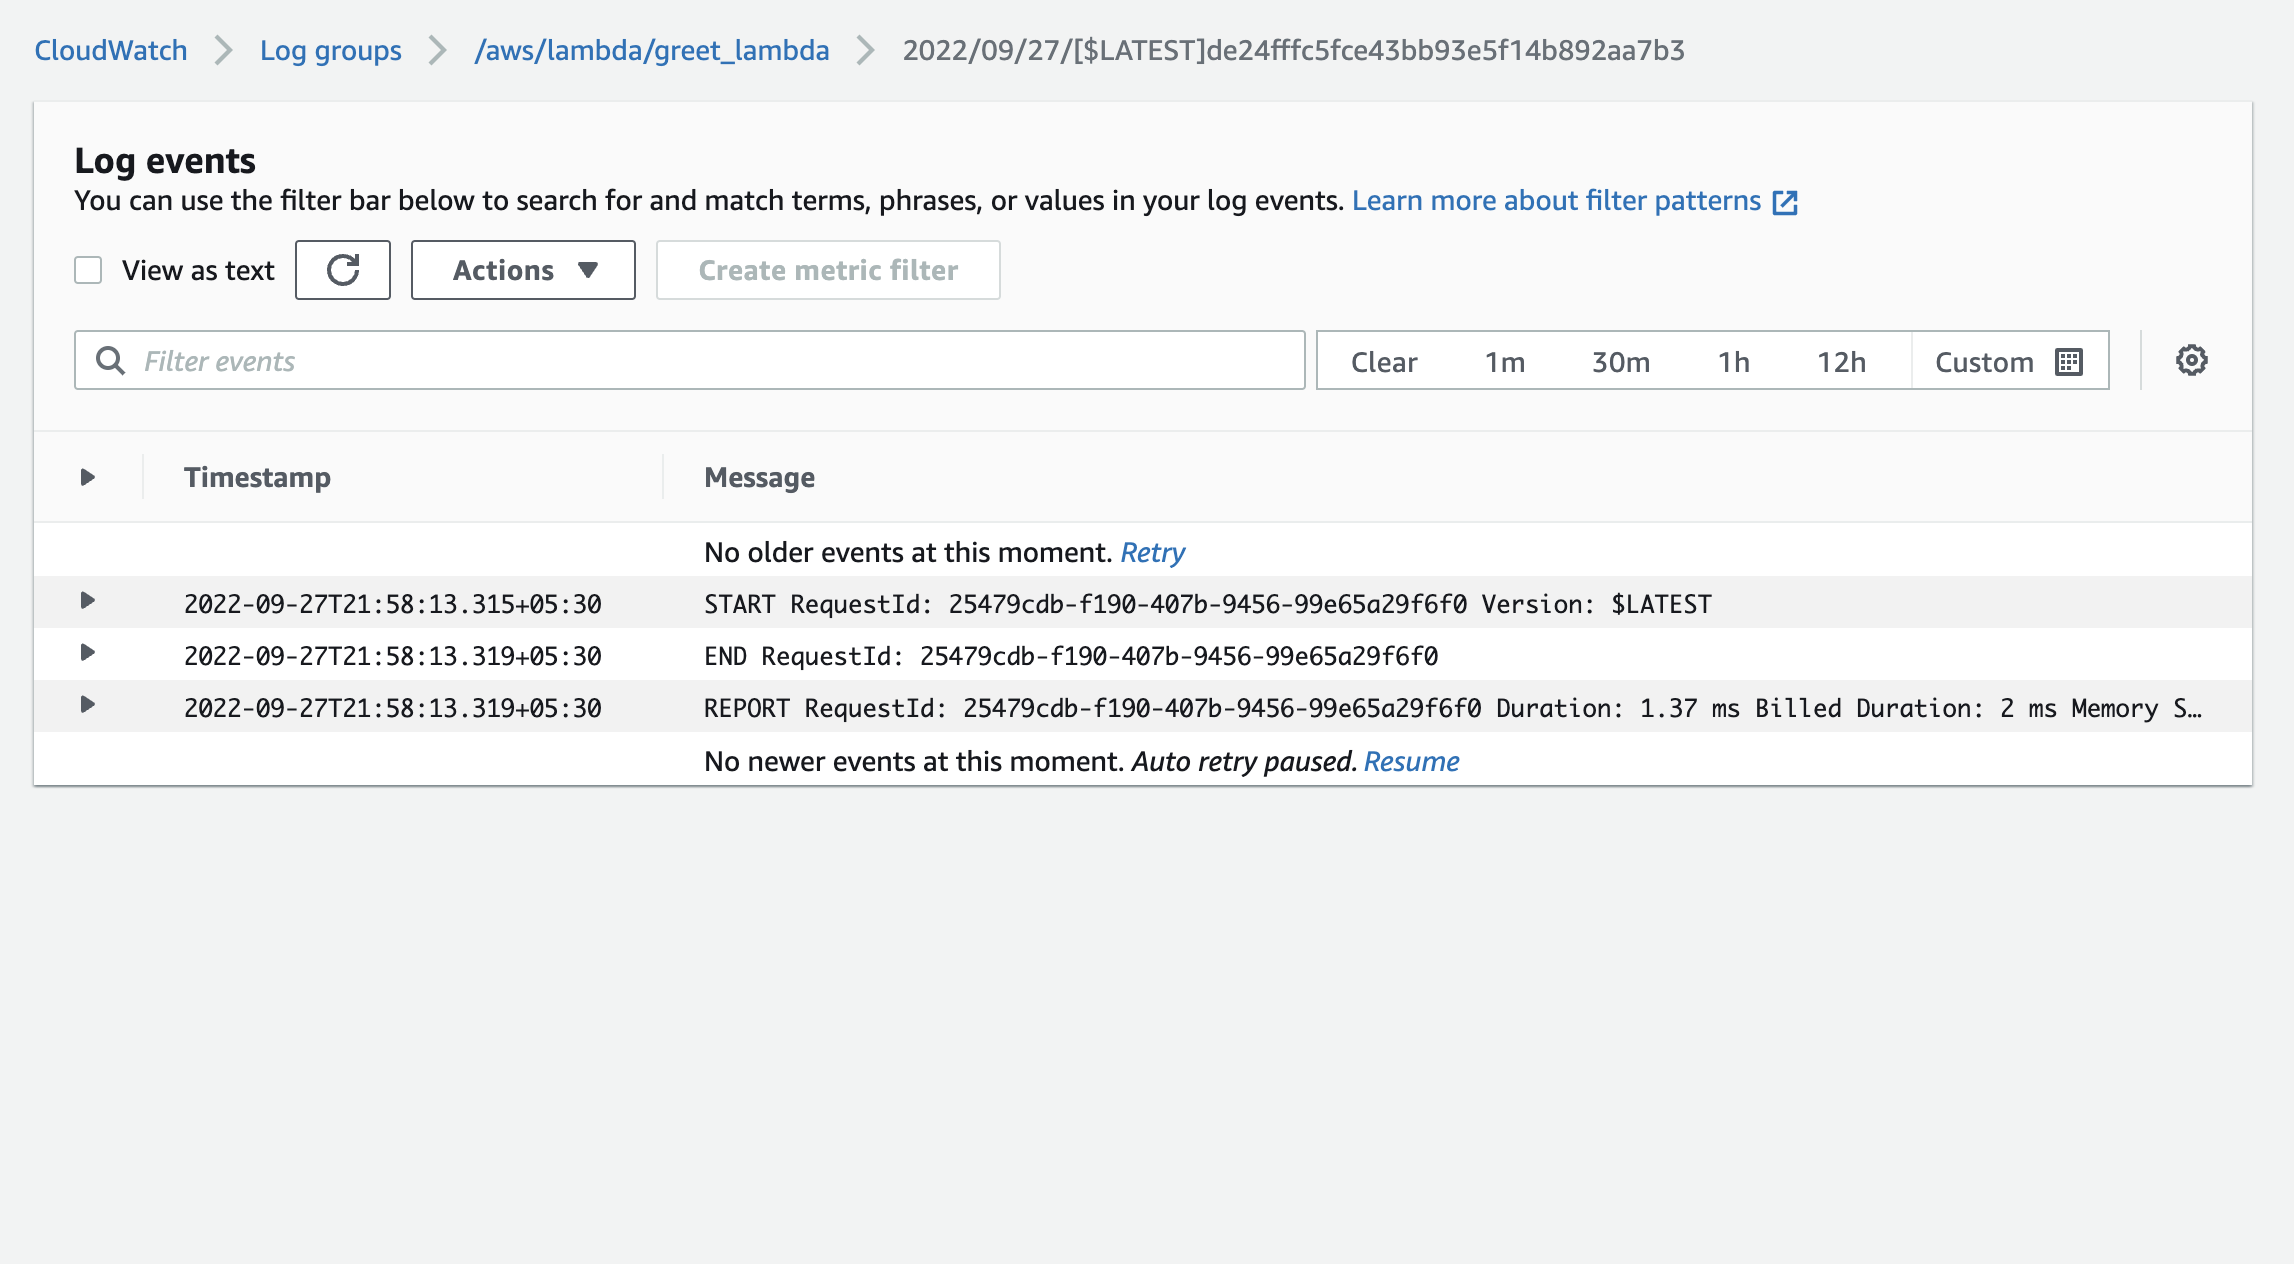 CloudWatch Log groups /aws/lambda/greet_lambda 2022/09/27/[$LATEST]de24fffc5fce43bb93e5f14b892aa7b3
Log events
You can use the filter bar below to search for and match terms, phrases, or values in your log events. Learn more about filter patterns
View as text Actions Create metric filter
Filter events Clear 1m 30m 1h 12h Custom
Timestamp Message
No older events at this moment. Retry
2022-09-27T21:58:13.315+05:30 START RequestId: 25479cdb-f190-407b-9456-99e65a29f6f0 Version: $LATEST
2022-09-27T21:58:13.319+05:30 END RequestId: 25479cdb-f190-407b-9456-99e65a29f6f0
2022-09-27T21:58:13.319+05:30 REPORT RequestId: 25479cdb-f190-407b-9456-99e65a29f6f0 Duration: 1.37 ms Billed Duration: 2 ms Memory S…
No newer events at this moment. Auto retry paused. Resume